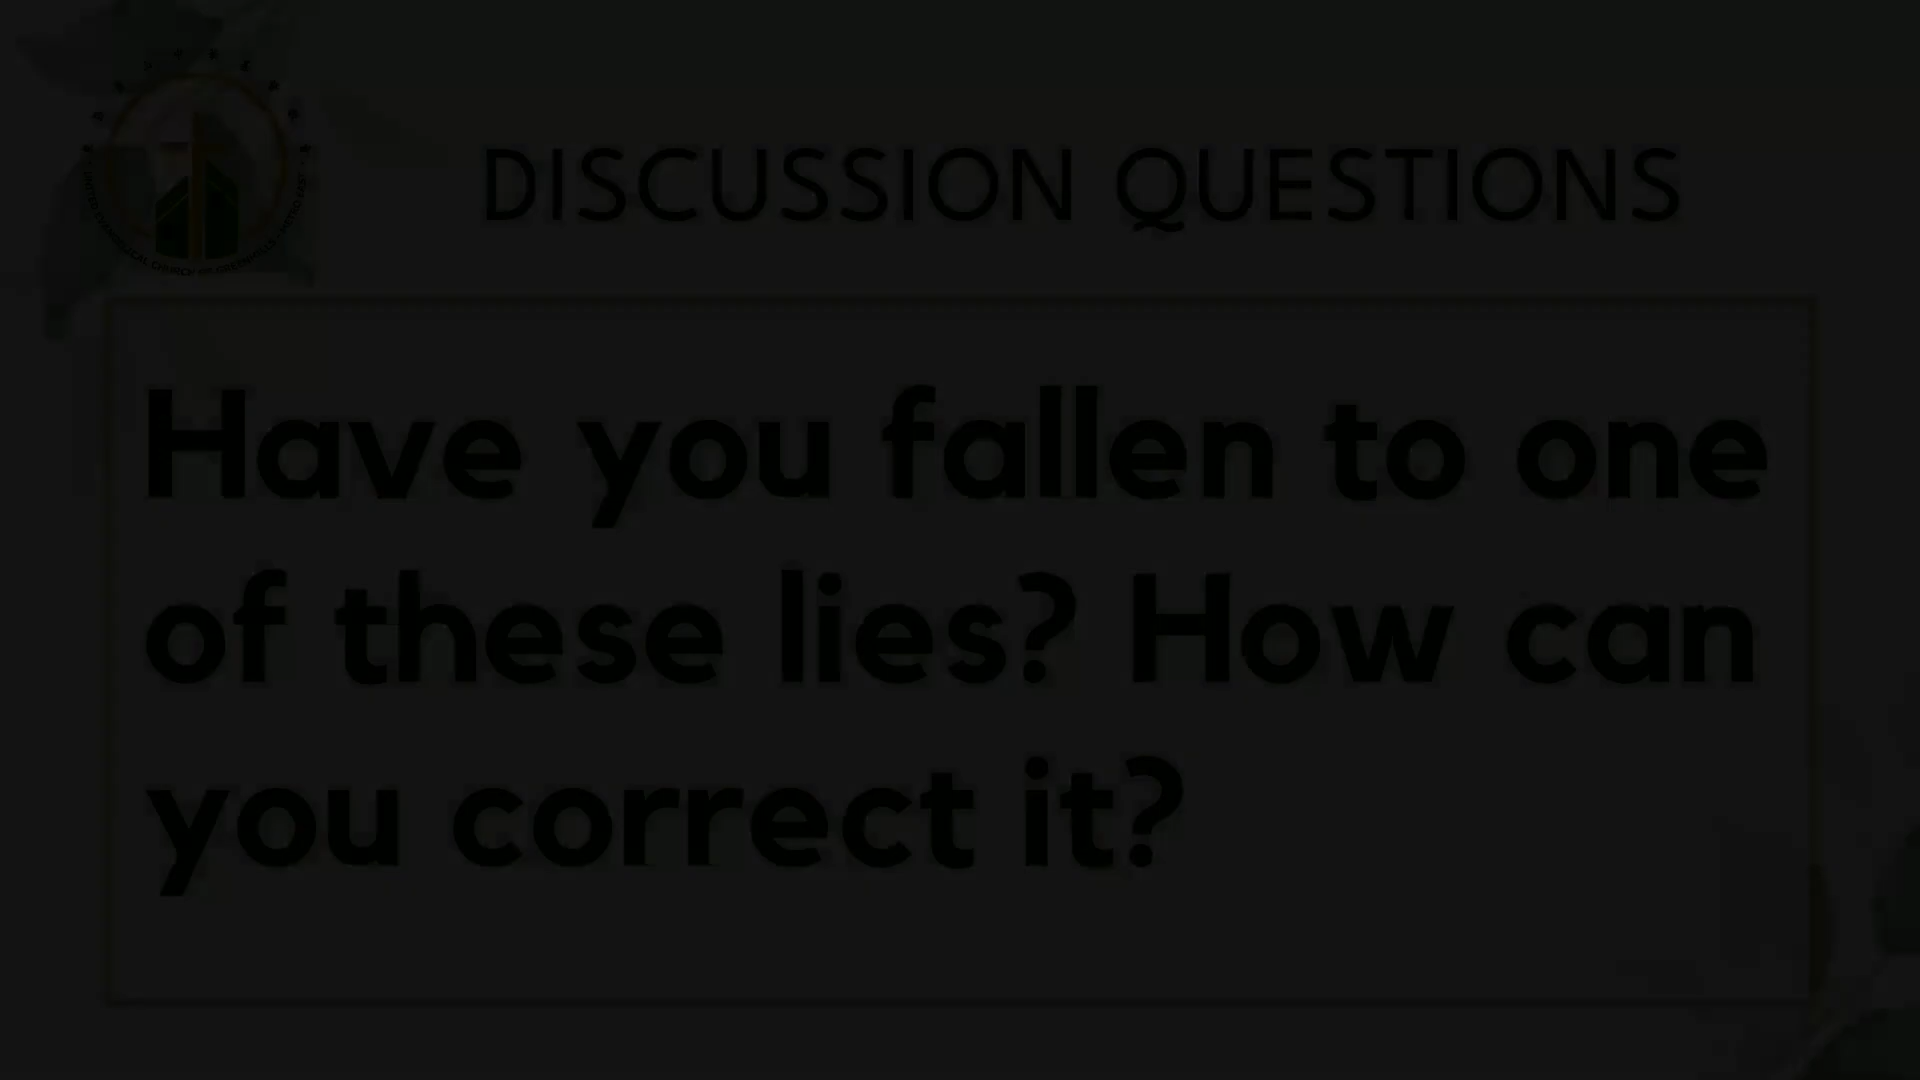 DISCUSSION QUESTIONS
Have you fallen to one
of these lies? How can
you correct it?